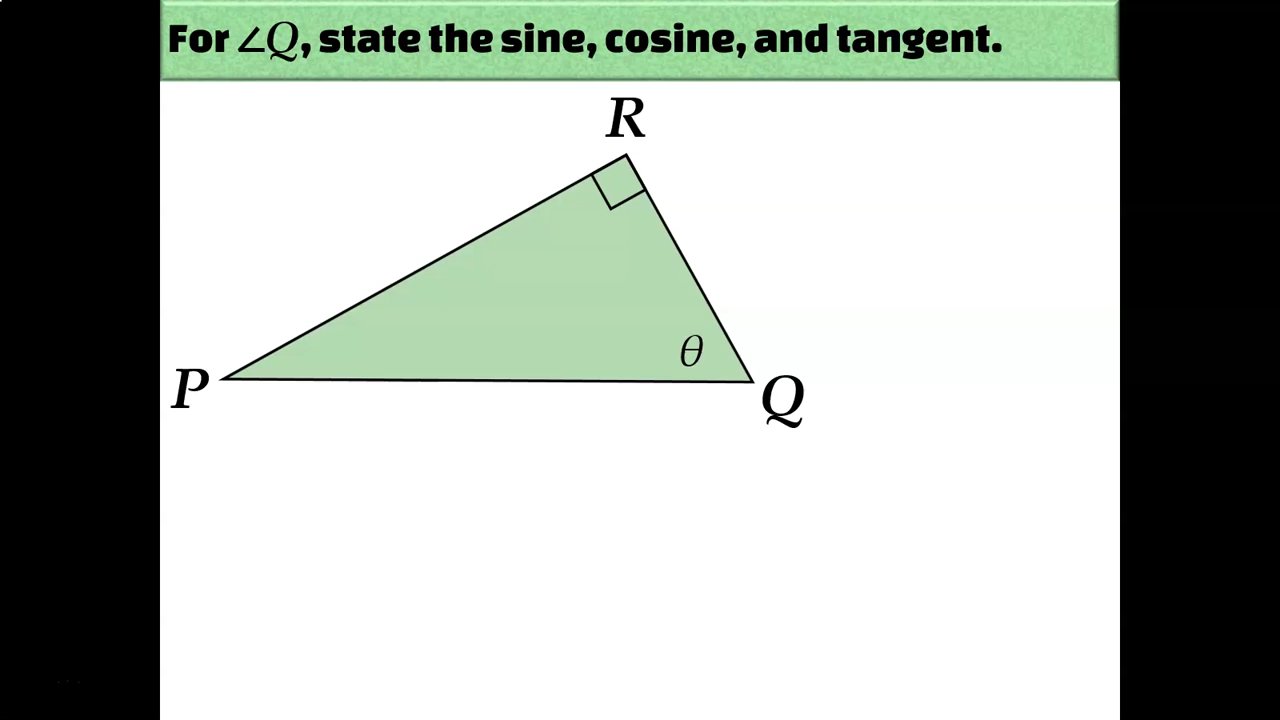 For ∠Q, state the sine, cosine, and tangent.
R
θ
P
Q